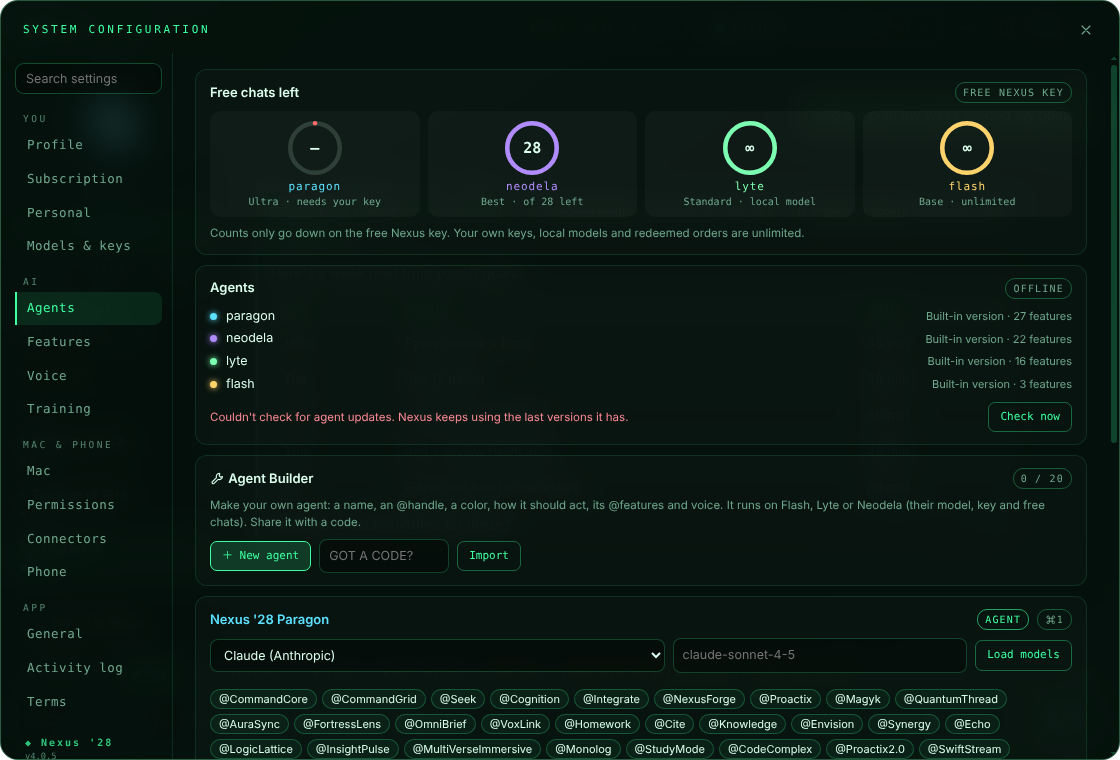 SYSTEM CONFIGURATION
Search settings
YOU
Profile
Subscription
Personal
Models & keys
AI
Agents
Features
Voice
Training
MAC & PHONE
Mac
Permissions
Connectors
Phone
APP
General
Activity log
Terms
◆ Nexus '28
v4.0.5
Free chats left
FREE NEXUS KEY
– 28 ∞ ∞
paragon neodela lyte flash
Ultra · needs your key Best · of 28 left Standard · local model Base · unlimited
Counts only go down on the free Nexus key. Your own keys, local models and redeemed orders are unlimited.
Agents OFFLINE
paragon Built-in version · 27 features
neodela Built-in version · 22 features
lyte Built-in version · 16 features
flash Built-in version · 3 features
Couldn't check for agent updates. Nexus keeps using the last versions it has. Check now
Agent Builder 0 / 20
Make your own agent: a name, an @handle, a color, how it should act, its @features and voice. It runs on Flash, Lyte or Neodela (their model, key and free
chats). Share it with a code.
+ New agent GOT A CODE? Import
Nexus '28 Paragon AGENT ⌘1
Claude (Anthropic) claude-sonnet-4-5 Load models
@CommandCore @CommandGrid @Seek @Cognition @Integrate @NexusForge @Proactix @Magyk @QuantumThread
@AuraSync @FortressLens @OmniBrief @VoxLink @Homework @Cite @Knowledge @Envision @Synergy @Echo
@LogicLattice @InsightPulse @MultiVerseImmersive @Monolog @StudyMode @CodeComplex @Proactix2.0 @SwiftStream